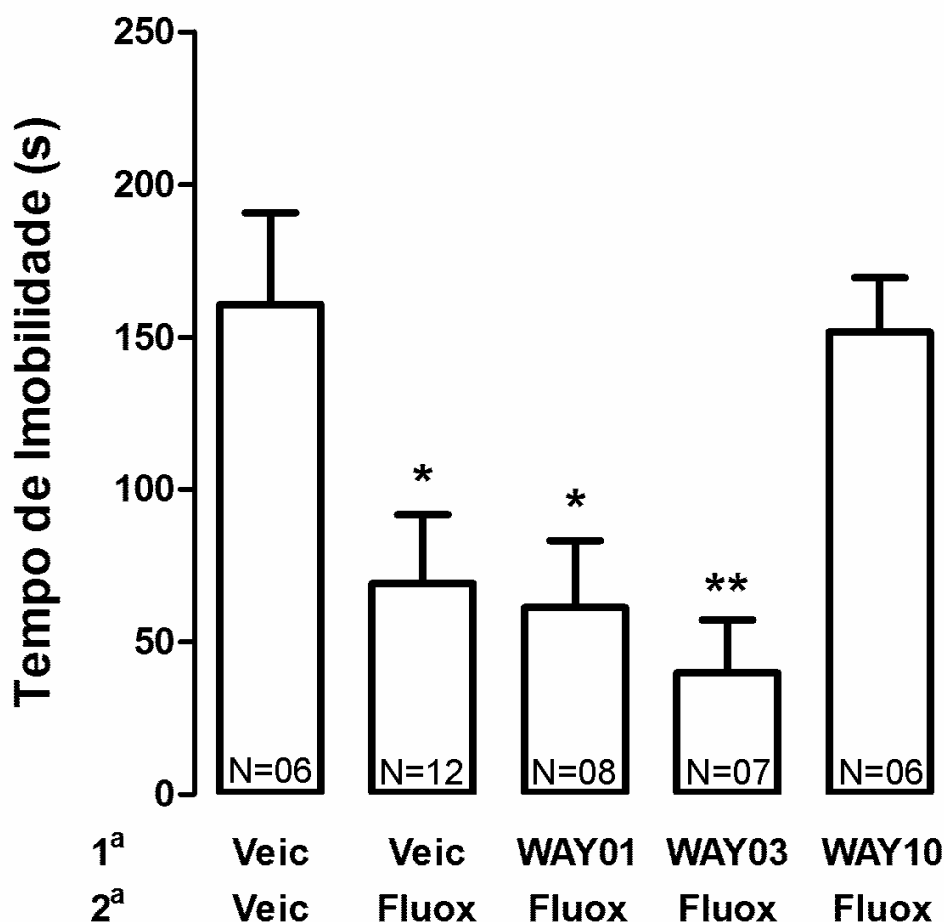 Tempo de Imobilidade (s)
250
200
150
100
50
0
*
*
**
N=06 N=12 N=08 N=07 N=06
1ª Veic Veic WAY01 WAY03 WAY10
2ª Veic Fluox Fluox Fluox Fluox